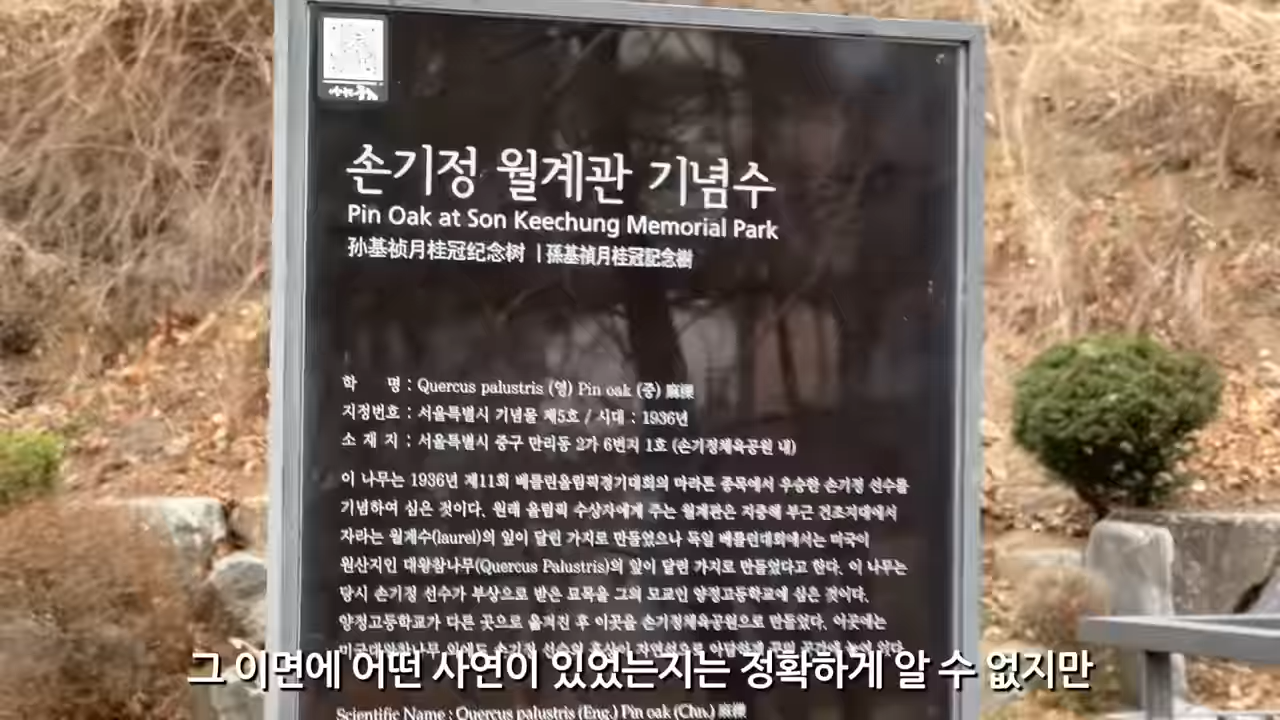 손기정 월계관 기념수
Pin Oak at Son Keechung Memorial Park
孙基祯月桂冠纪念树 | 孫基禎月桂冠記念樹
학 명 : Quercus palustris (영) Pin oak (중) 麻櫟
지정번호 : 서울특별시 기념물 제5호 / 시대 : 1936년
소 재 지 : 서울특별시 중구 만리동 2가 6번지 1호 (손기정체육공원 내)
이 나무는 1936년 제11회 베를린올림픽경기대회의 마라톤 종목에서 우승한 손기정 선수를
기념하여 심은 것이다. 원래 올림픽 수상자에게 주는 월계관은 지중해 부근 건조지대에서
자라는 월계수(laurel)의 잎이 달린 가지로 만들었으나 독일 베를린대회에서는 미국이
원산지인 대왕참나무(Quercus Palustris)의 잎이 달린 가지로 만들었다고 한다. 이 나무는
당시 손기정 선수가 부상으로 받은 묘목을 그의 모교인 양정고등학교에 심은 것이다.
양정고등학교가 다른 곳으로 옮겨진 후 이곳을 손기정체육공원으로 만들었다. 이곳에는
그 이면에 어떤 사연이 있었는지는 정확하게 알 수 없지만
Scientific Name : Quercus palustris (Eng.) Pin oak (Chn.) 麻櫟